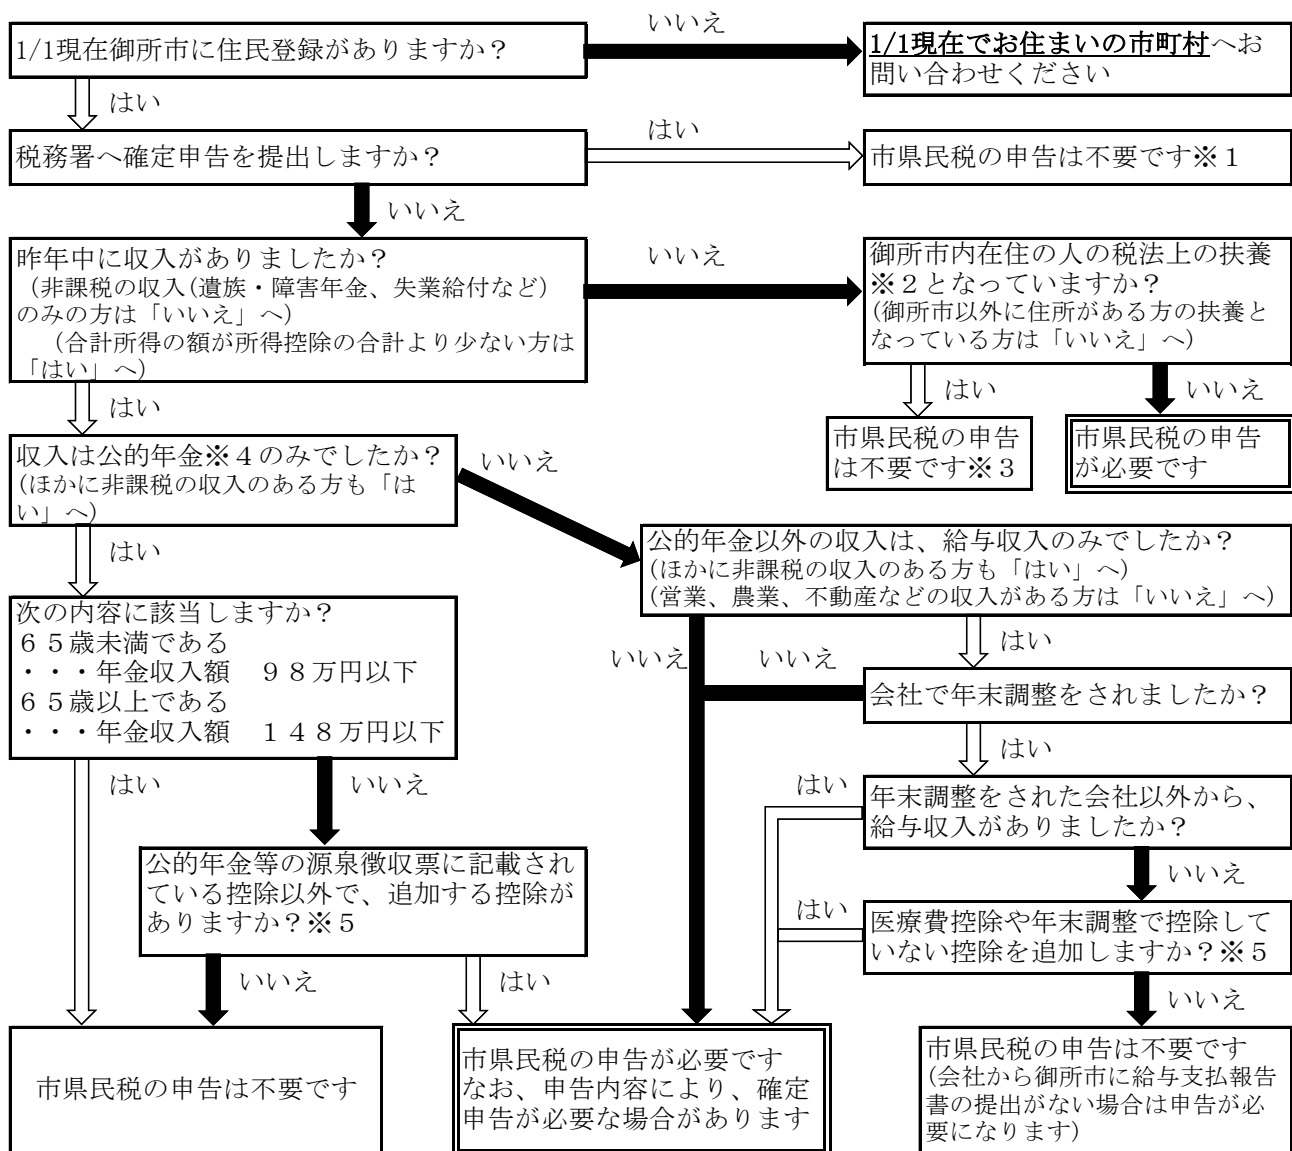 1/1現在御所市に住民登録がありますか？
いいえ
1/1現在でお住まいの市町村へお
問い合わせください
はい
税務署へ確定申告を提出しますか？
はい
市県民税の申告は不要です※１
いいえ
昨年中に収入がありましたか？
（非課税の収入(遺族・障害年金、失業給付など)
のみの方は「いいえ」へ）
（合計所得の額が所得控除の合計より少ない方は
「はい」へ）
いいえ
御所市内在住の人の税法上の扶養
※２となっていますか？
(御所市以外に住所がある方の扶養と
なっている方は「いいえ」へ)
はい
いいえ
市県民税の申告
は不要です※３
市県民税の申告
が必要です
はい
収入は公的年金※４のみでしたか？
(ほかに非課税の収入のある方も「は
い」へ)
いいえ
公的年金以外の収入は、給与収入のみでしたか？
(ほかに非課税の収入のある方も「はい」へ)
(営業、農業、不動産などの収入がある方は「いいえ」へ)
はい
次の内容に該当しますか？
６５歳未満である
・・・年金収入額　９８万円以下
６５歳以上である
・・・年金収入額　１４８万円以下
いいえ
いいえ
はい
会社で年末調整をされましたか？
はい
はい
年末調整をされた会社以外から、
給与収入がありましたか？
はい
いいえ
公的年金等の源泉徴収票に記載され
ている控除以外で、追加する控除が
ありますか？※５
いいえ
はい
医療費控除や年末調整で控除して
いない控除を追加しますか？※５
いいえ
はい
いいえ
市県民税の申告は不要です
市県民税の申告が必要です
なお、申告内容により、確定
申告が必要な場合があります
市県民税の申告は不要です
(会社から御所市に給与支払報告
書の提出がない場合は申告が必
要になります)